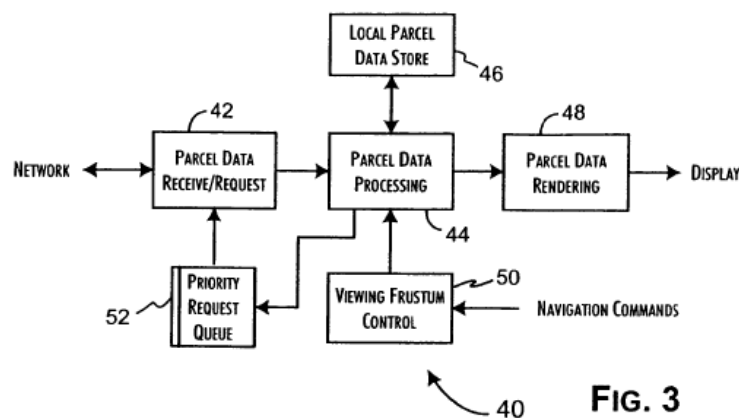 LOCAL PARCEL
DATA STORE
46
42
48
NETWORK
PARCEL DATA
RECEIVE/REQUEST
PARCEL DATA
PROCESSING
PARCEL DATA
RENDERING
DISPLAY
44
52
PRIORITY
REQUEST
QUEUE
50
VIEWING FRUSTUM
CONTROL
NAVIGATION COMMANDS
40
FIG. 3